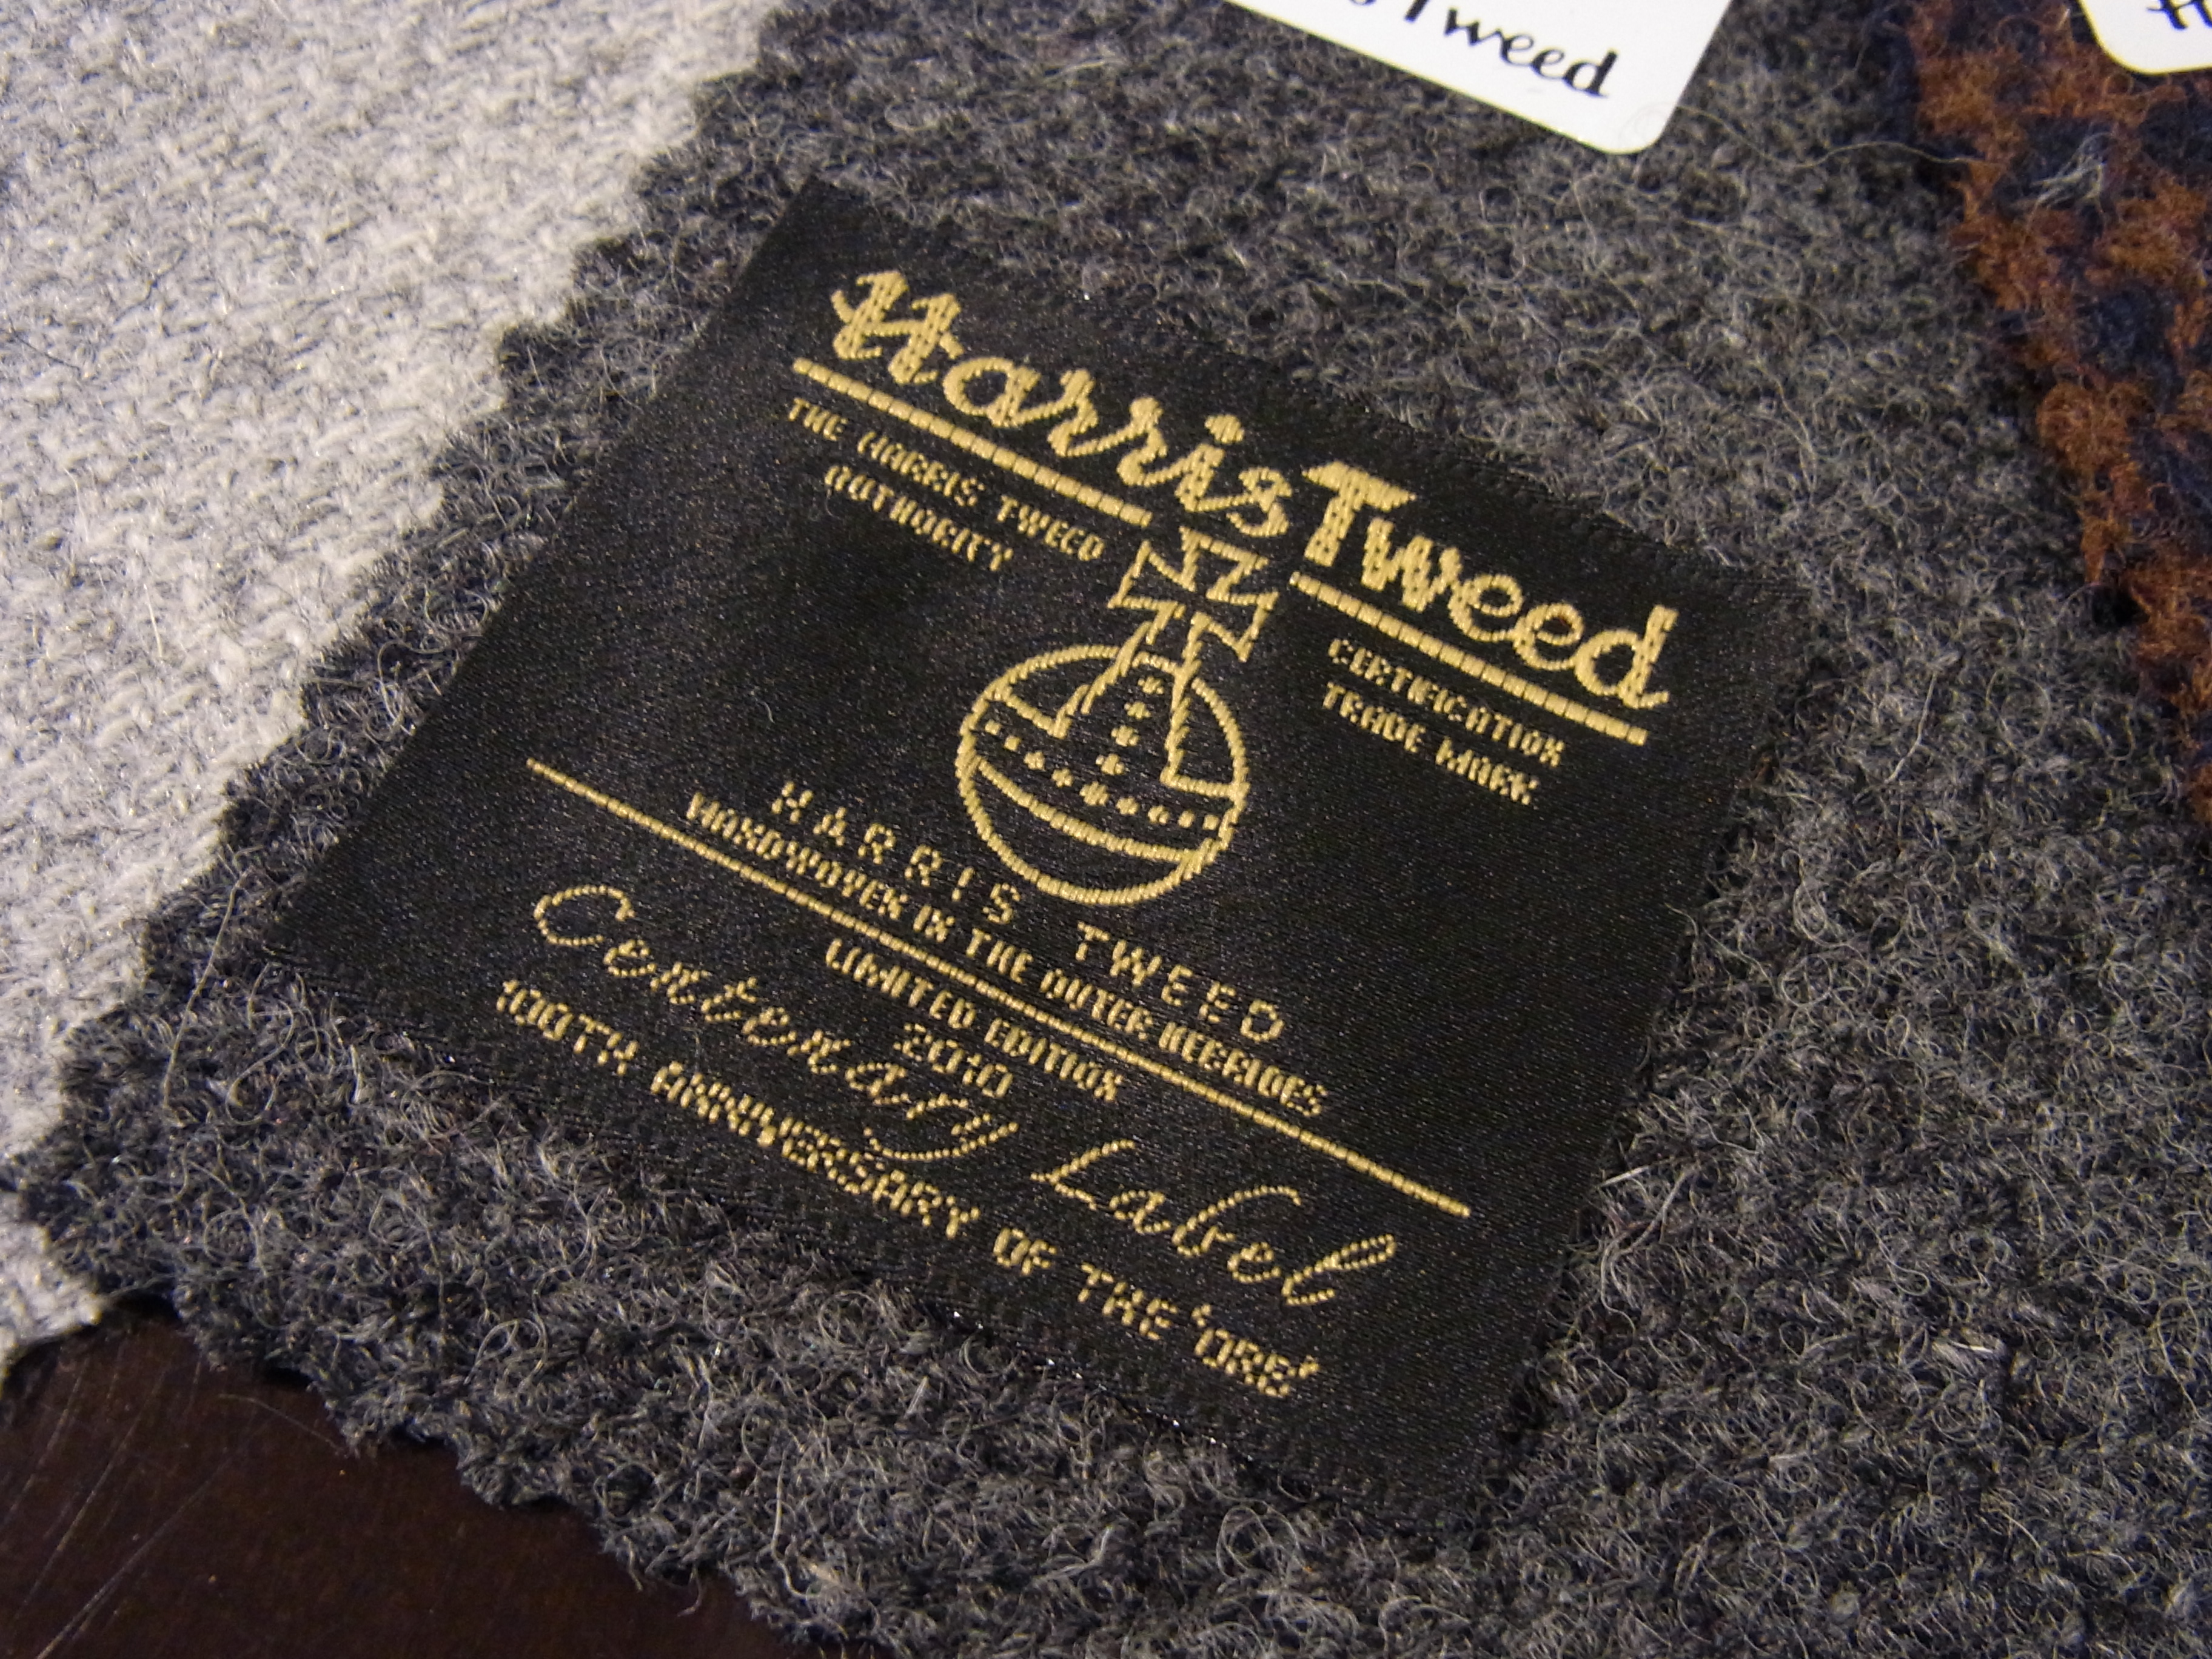 Tweed
Harris Tweed
THE HARRIS TWEED
AUTHORITY
CERTIFICATION
TRADE MARK
HARRIS TWEED
HANDWOVEN IN THE OUTER HEBRIDES
LIMITED EDITION
2010
Centenary Label
100TH ANNIVERSARY OF THE 'ORB'